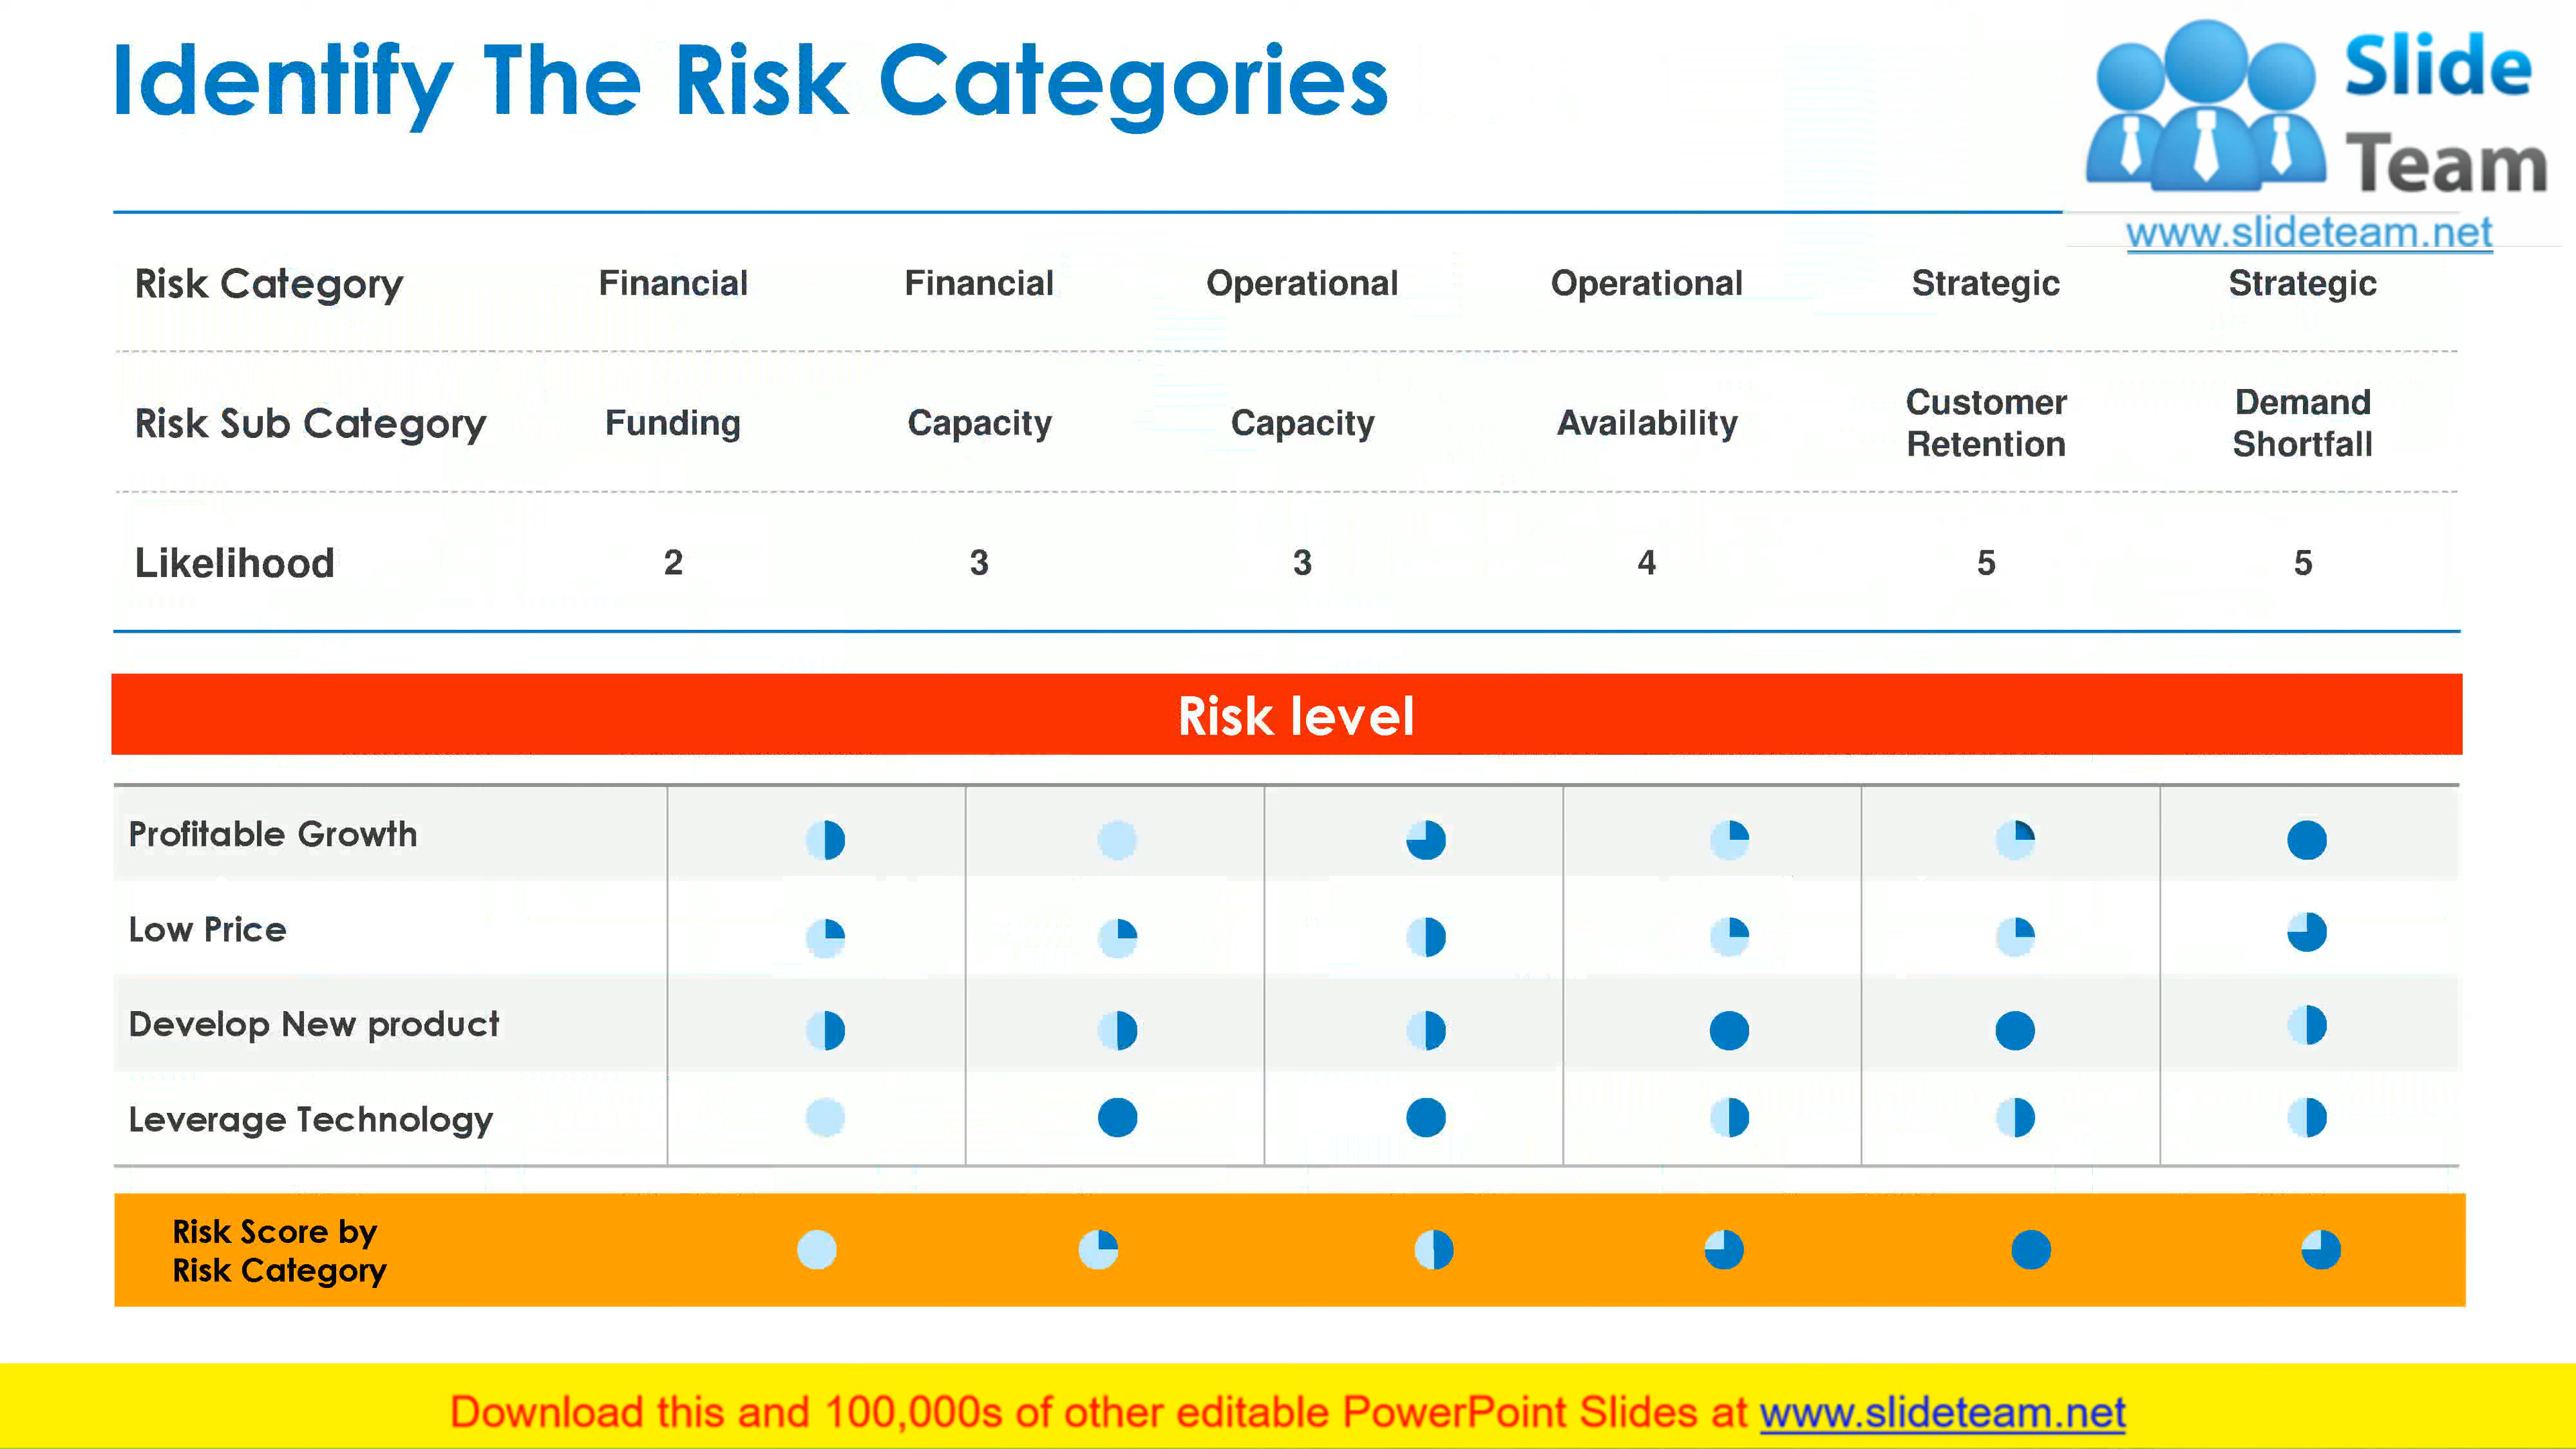 Identify The Risk Categories
Slide
Team
www.slideteam.net
Risk Category Financial Financial Operational Operational Strategic Strategic
Risk Sub Category Funding Capacity Capacity Availability Customer Retention Demand Shortfall
Likelihood 2 3 3 4 5 5
Risk level
Profitable Growth
Low Price
Develop New product
Leverage Technology
Risk Score by
Risk Category
Download this and 100,000s of other editable PowerPoint Slides at www.slideteam.net